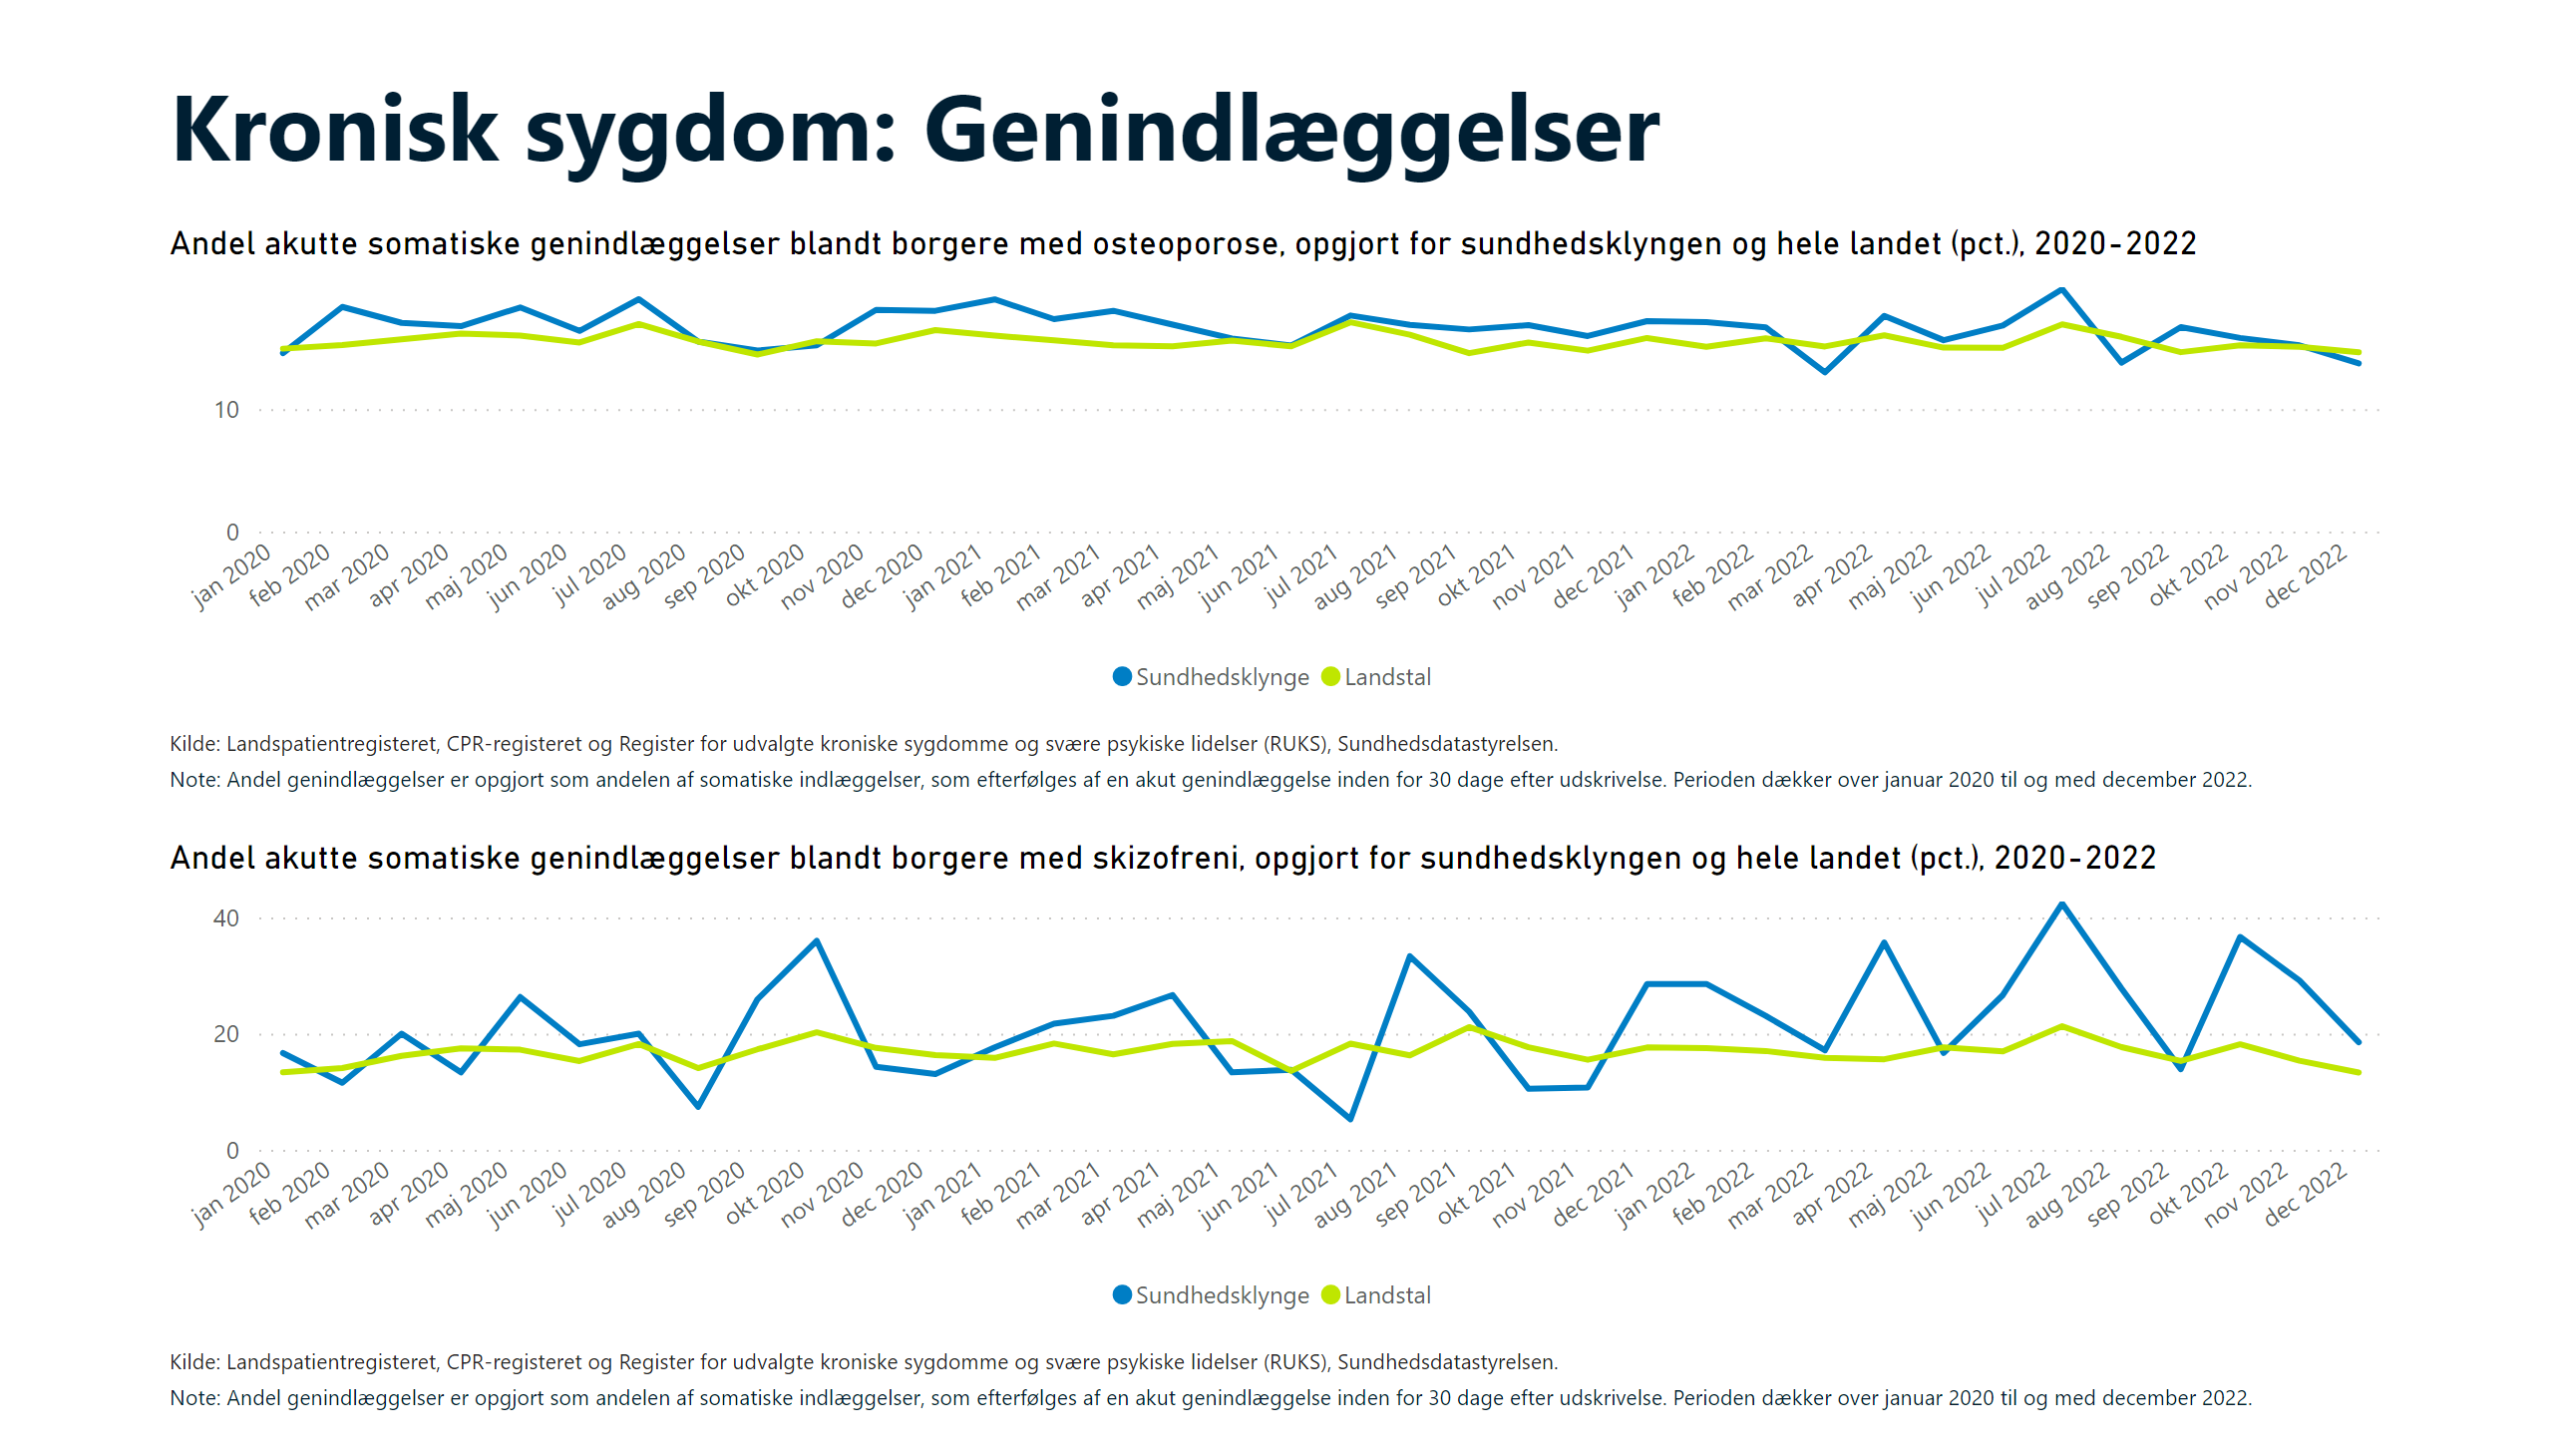 Kronisk sygdom: Genindlæggelser
Andel akutte somatiske genindlæggelser blandt borgere med osteoporose, opgjort for sundhedsklyngen og hele landet (pct.), 2020-2022
10
0
jan 2020 feb 2020 mar 2020 apr 2020 maj 2020 jun 2020 jul 2020 aug 2020 sep 2020 okt 2020 nov 2020 dec 2020 jan 2021 feb 2021 mar 2021 apr 2021 maj 2021 jun 2021 jul 2021 aug 2021 sep 2021 okt 2021 nov 2021 dec 2021 jan 2022 feb 2022 mar 2022 apr 2022 maj 2022 jun 2022 jul 2022 aug 2022 sep 2022 okt 2022 nov 2022 dec 2022
Sundhedsklynge Landstal
Kilde: Landspatientregisteret, CPR-registeret og Register for udvalgte kroniske sygdomme og svære psykiske lidelser (RUKS), Sundhedsdatastyrelsen.
Note: Andel genindlæggelser er opgjort som andelen af somatiske indlæggelser, som efterfølges af en akut genindlæggelse inden for 30 dage efter udskrivelse. Perioden dækker over januar 2020 til og med december 2022.
Andel akutte somatiske genindlæggelser blandt borgere med skizofreni, opgjort for sundhedsklyngen og hele landet (pct.), 2020-2022
40
20
0
jan 2020 feb 2020 mar 2020 apr 2020 maj 2020 jun 2020 jul 2020 aug 2020 sep 2020 okt 2020 nov 2020 dec 2020 jan 2021 feb 2021 mar 2021 apr 2021 maj 2021 jun 2021 jul 2021 aug 2021 sep 2021 okt 2021 nov 2021 dec 2021 jan 2022 feb 2022 mar 2022 apr 2022 maj 2022 jun 2022 jul 2022 aug 2022 sep 2022 okt 2022 nov 2022 dec 2022
Sundhedsklynge Landstal
Kilde: Landspatientregisteret, CPR-registeret og Register for udvalgte kroniske sygdomme og svære psykiske lidelser (RUKS), Sundhedsdatastyrelsen.
Note: Andel genindlæggelser er opgjort som andelen af somatiske indlæggelser, som efterfølges af en akut genindlæggelse inden for 30 dage efter udskrivelse. Perioden dækker over januar 2020 til og med december 2022.